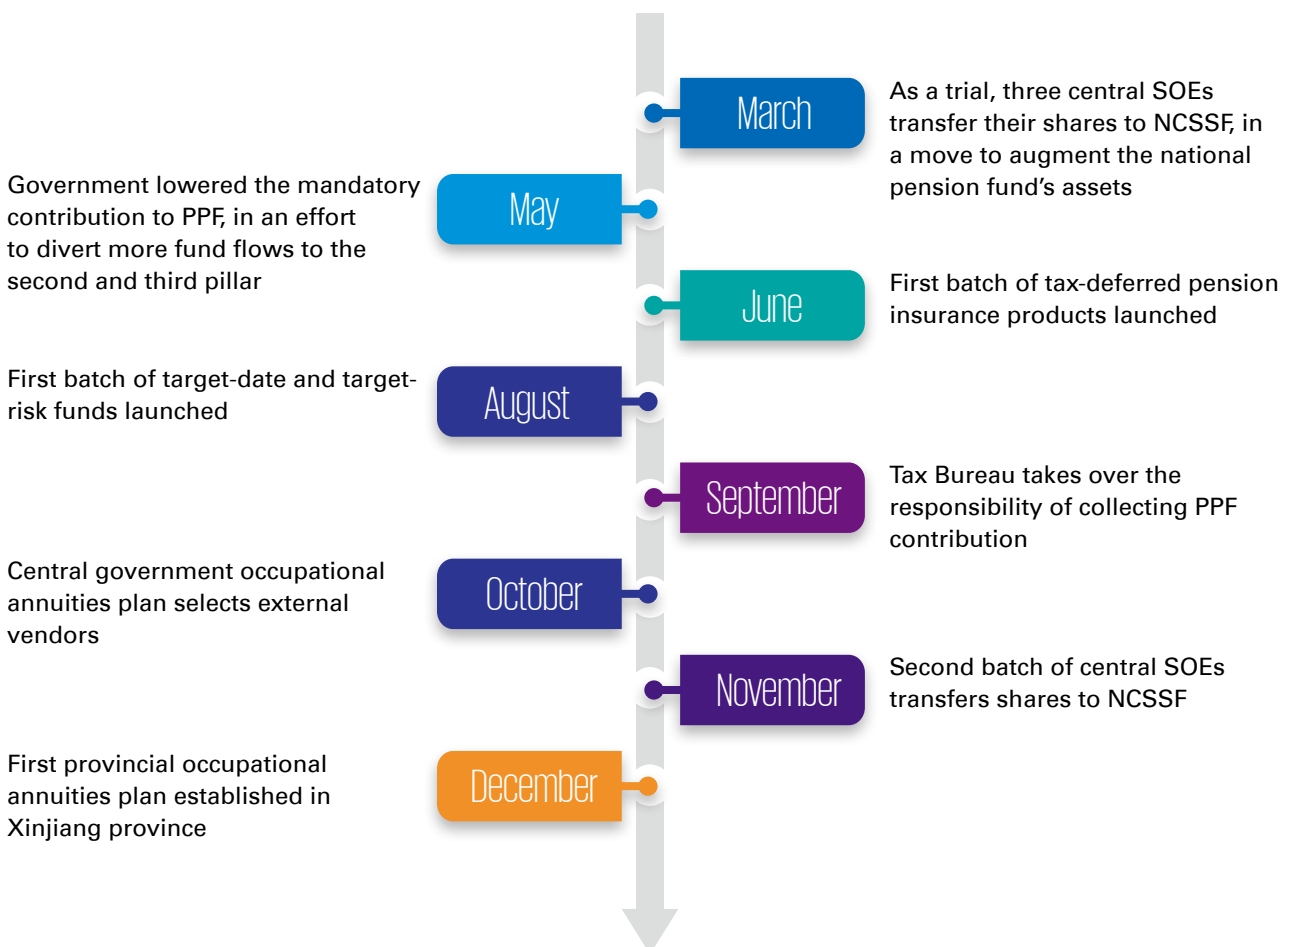 March
As a trial, three central SOEs
transfer their shares to NCSSF, in
a move to augment the national
pension fund's assets
Government lowered the mandatory
contribution to PPF, in an effort
to divert more fund flows to the
second and third pillar
May
June
First batch of tax-deferred pension
insurance products launched
First batch of target-date and target-
risk funds launched
August
September
Tax Bureau takes over the
responsibility of collecting PPF
contribution
Central government occupational
annuities plan selects external
vendors
October
November
Second batch of central SOEs
transfers shares to NCSSF
First provincial occupational
annuities plan established in
Xinjiang province
December